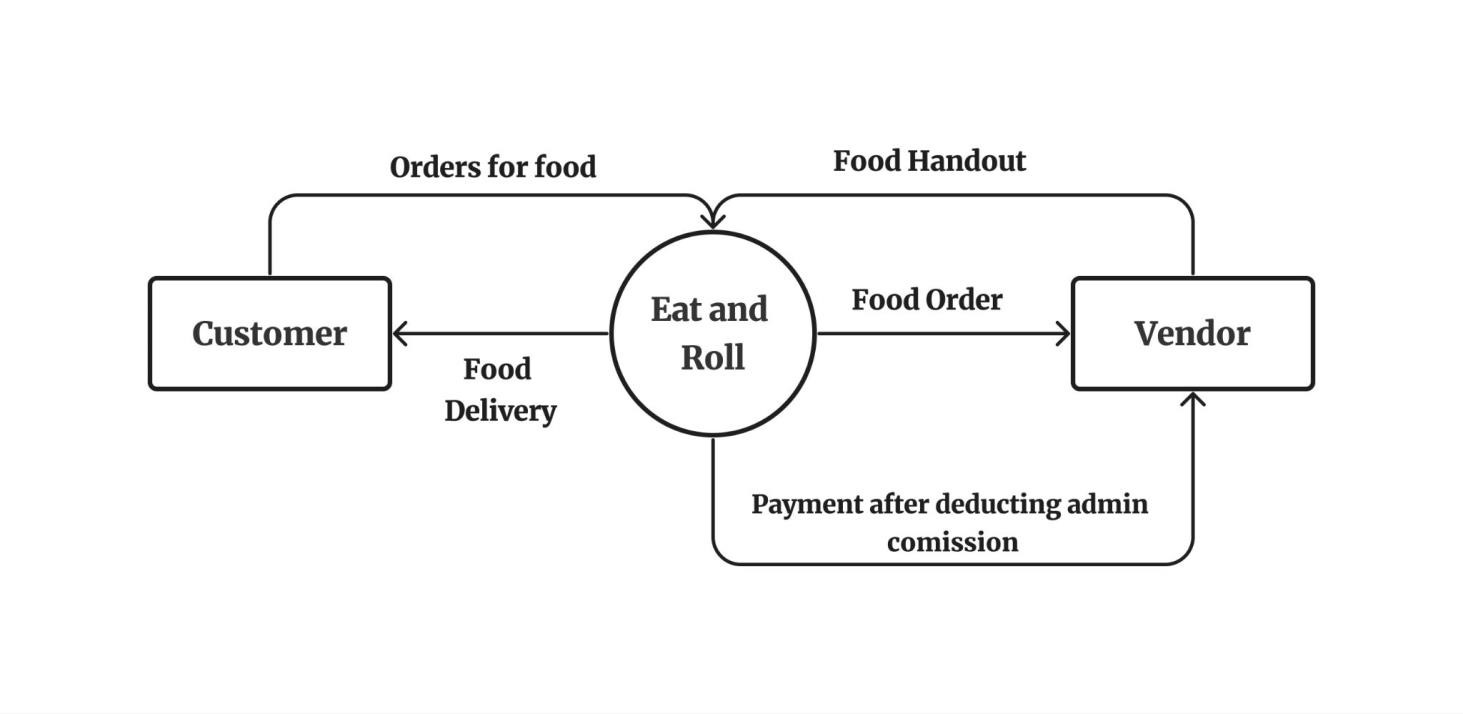 Orders for food
Food Handout
Eat and
Roll
Customer
Food Order
Vendor
Food
Delivery
Payment after deducting admin
comission